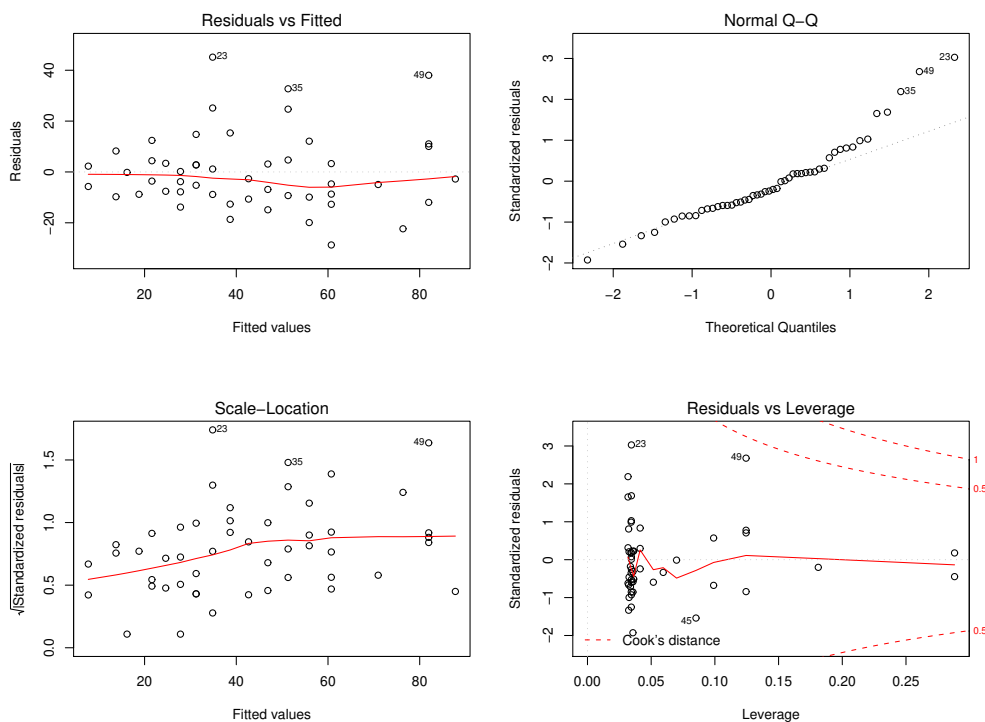 Residuals vs Fitted
Residuals
40
20
0
−20
23
35
49
20 40 60 80
Fitted values
Normal Q−Q
Standardized residuals
3
2
1
0
−1
−2
23
49
35
−2 −1 0 1 2
Theoretical Quantiles
Scale−Location
√|Standardized residuals|
1.5
1.0
0.5
0.0
23
35
49
20 40 60 80
Fitted values
Residuals vs Leverage
Standardized residuals
3
2
1
0
−1
−2
23
49
45
1
0.5
0.5
Cook's distance
0.00 0.05 0.10 0.15 0.20 0.25
Leverage